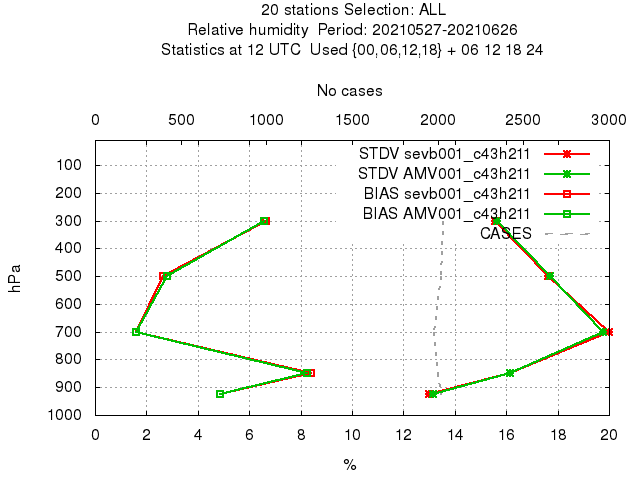 20 stations Selection: ALL
Relative humidity  Period: 20210527-20210626
Statistics at 12 UTC  Used {00,06,12,18} + 06 12 18 24
No cases
0 500 1000 1500 2000 2500 3000
STDV sevb001_c43h211
STDV AMV001_c43h211
BIAS sevb001_c43h211
BIAS AMV001_c43h211
CASES
hPa
100
200
300
400
500
600
700
800
900
1000
0 2 4 6 8 10 12 14 16 18 20
%